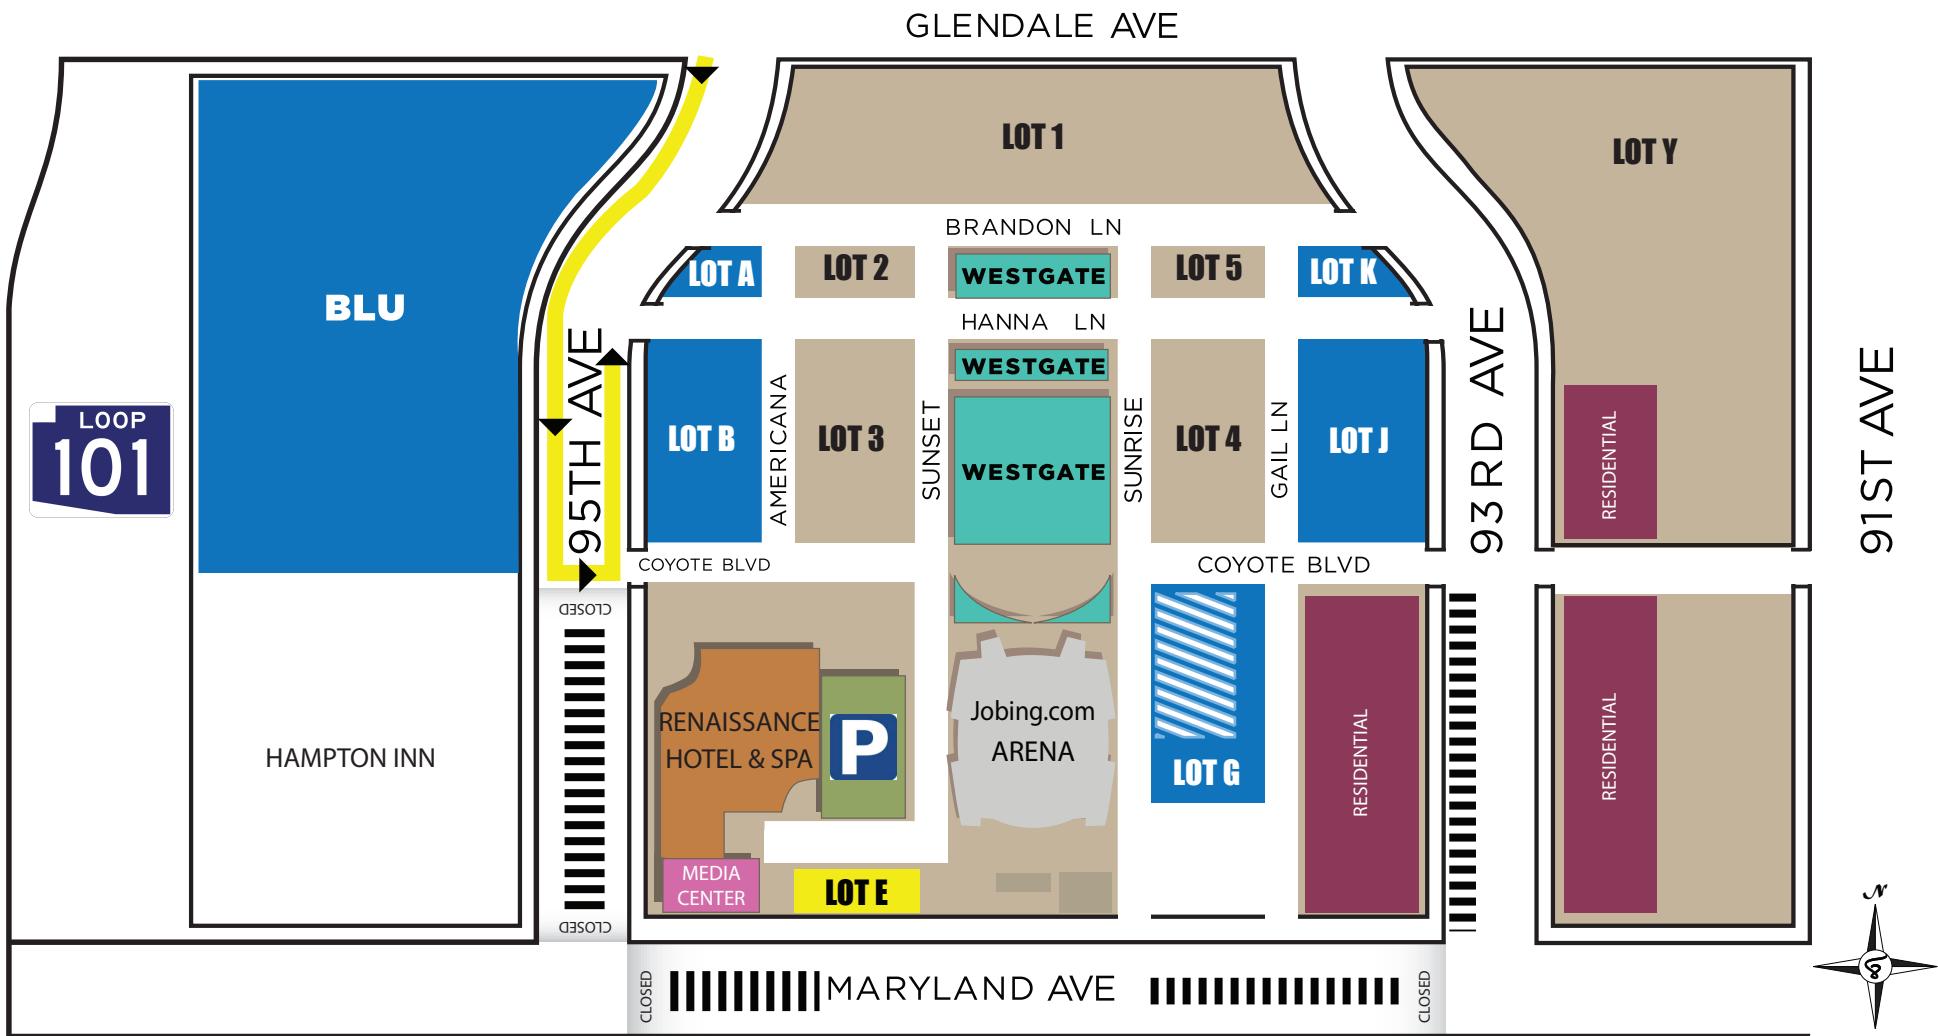 GLENDALE AVE
LOT 1
LOT Y
BRANDON LN
LOT A
LOT 2
WESTGATE
LOT 5
LOT K
BLU
HANNA LN
WESTGATE
95TH AVE
93RD AVE
91ST AVE
LOOP
101
LOT B
AMERICANA
LOT 3
SUNSET
WESTGATE
SUNRISE
LOT 4
GAIL LN
LOT J
RESIDENTIAL
COYOTE BLVD
COYOTE BLVD
CLOSED
RENAISSANCE
HOTEL & SPA
P
Jobing.com
ARENA
LOT G
RESIDENTIAL
RESIDENTIAL
HAMPTON INN
MEDIA
CENTER
LOT E
CLOSED
N
CLOSED
MARYLAND AVE
CLOSED